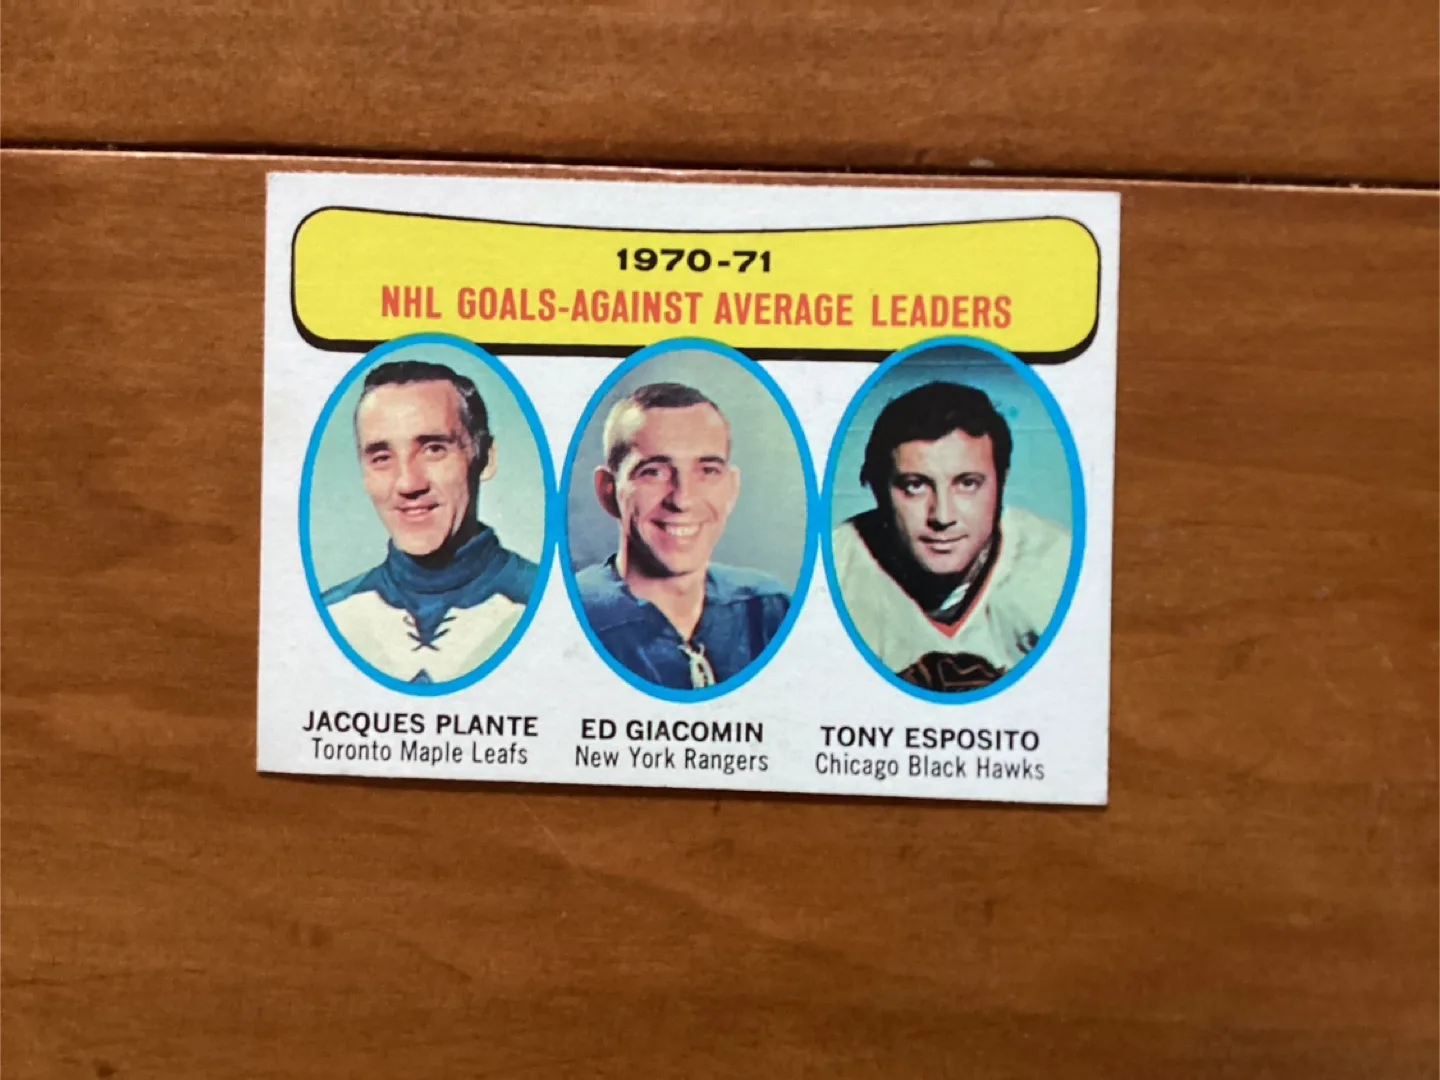 1970-71
NHL GOALS-AGAINST AVERAGE LEADERS
JACQUES PLANTE
Toronto Maple Leafs
ED GIACOMIN
New York Rangers
TONY ESPOSITO
Chicago Black Hawks